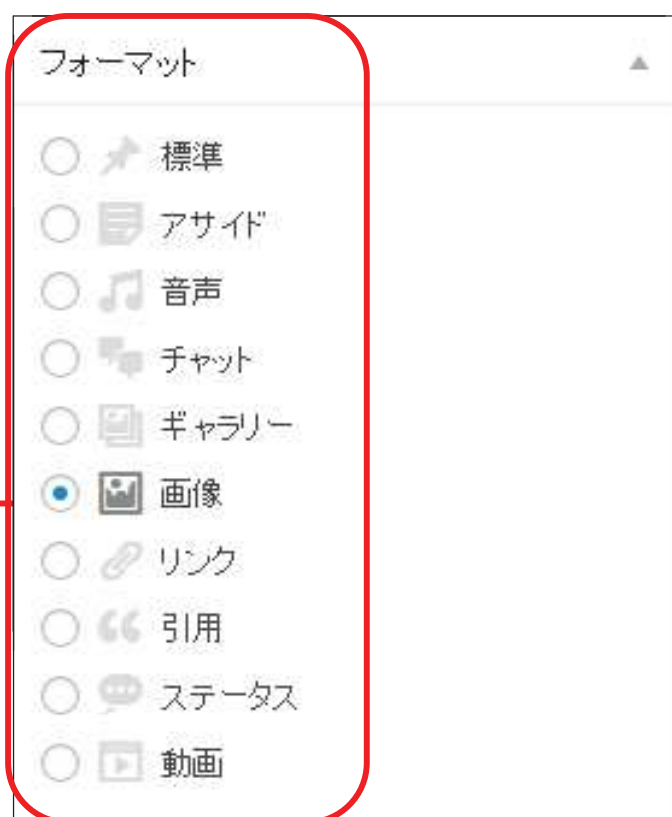 フォーマット
標準
アサイド
音声
チャット
ギャラリー
画像
リンク
引用
ステータス
動画